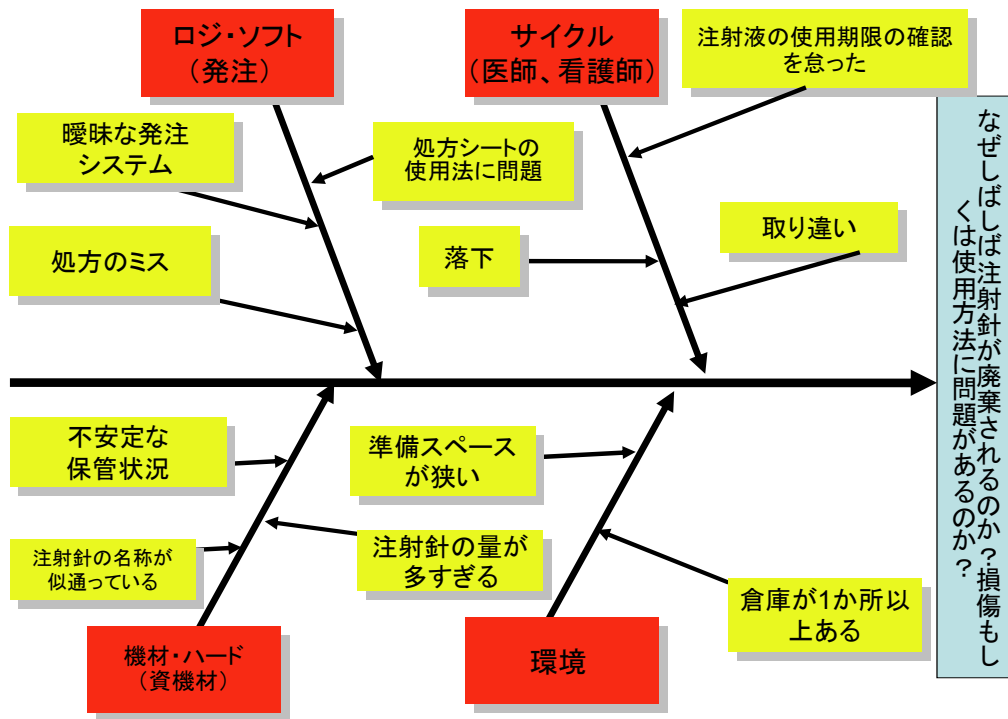 ロジ・ソフト
（発注）
サイクル
（医師、看護師）
注射液の使用期限の確認
を怠った
曖昧な発注
システム
処方シートの
使用法に問題
処方のミス
落下
取り違い
なぜしばしば注射針が廃棄されるのか？損傷もし
くは使用方法に問題があるのか？
不安定な
保管状況
準備スペース
が狭い
注射針の名称が
似通っている
注射針の量が
多すぎる
倉庫が1か所以
上ある
機材・ハード
（資機材）
環境